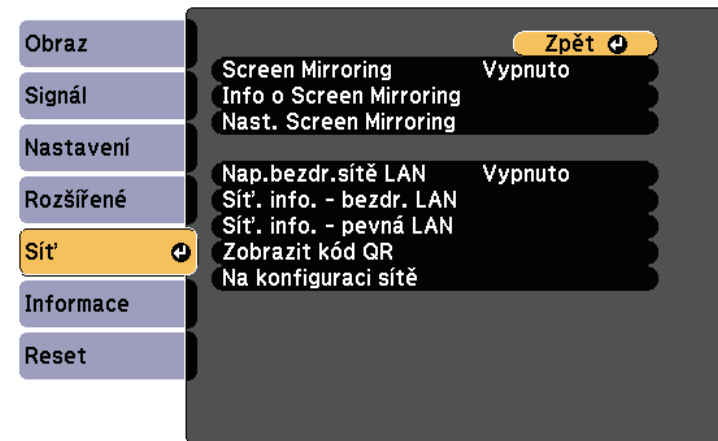 Obraz
Signál
Nastavení
Rozšířené
Síť
Informace
Reset
Zpět
Screen Mirroring Vypnuto
Info o Screen Mirroring
Nast. Screen Mirroring
Nap.bezdr.sítě LAN Vypnuto
Síť. info. - bezdr. LAN
Síť. info. - pevná LAN
Zobrazit kód QR
Na konfiguraci sítě